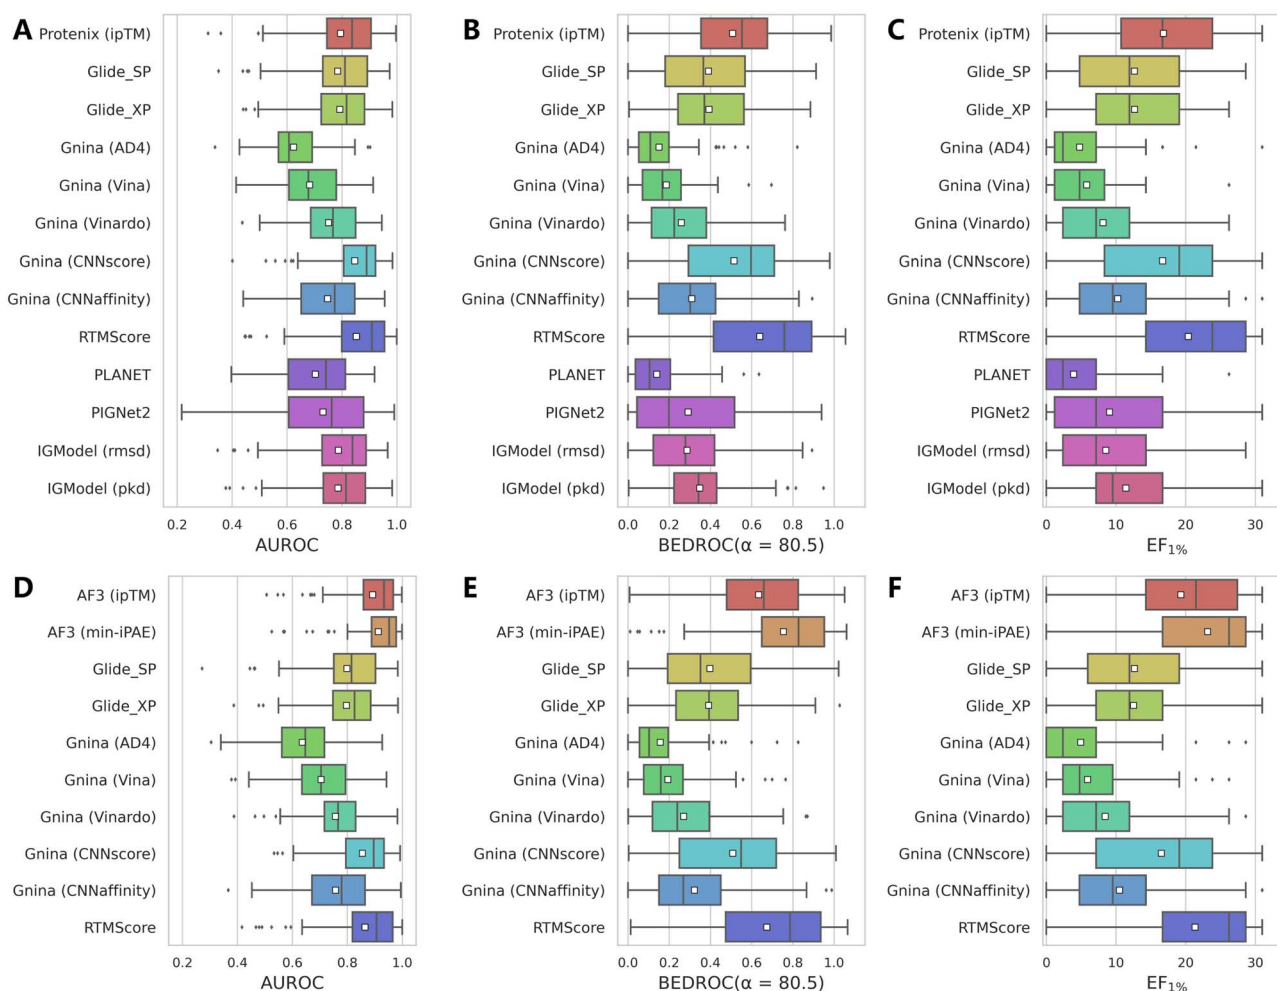 A
Protenix (ipTM)
Glide_SP
Glide_XP
Gnina (AD4)
Gnina (Vina)
Gnina (Vinardo)
Gnina (CNNscore)
Gnina (CNNaffinity)
RTMScore
PLANET
PIGNet2
IGModel (rmsd)
IGModel (pkd)
0.2 0.4 0.6 0.8 1.0
AUROC
B
Protenix (ipTM)
Glide_SP
Glide_XP
Gnina (AD4)
Gnina (Vina)
Gnina (Vinardo)
Gnina (CNNscore)
Gnina (CNNaffinity)
RTMScore
PLANET
PIGNet2
IGModel (rmsd)
IGModel (pkd)
0.0 0.2 0.4 0.6 0.8 1.0
BEDROC(α = 80.5)
C
Protenix (ipTM)
Glide_SP
Glide_XP
Gnina (AD4)
Gnina (Vina)
Gnina (Vinardo)
Gnina (CNNscore)
Gnina (CNNaffinity)
RTMScore
PLANET
PIGNet2
IGModel (rmsd)
IGModel (pkd)
0 10 20 30
EF1%
D
AF3 (ipTM)
AF3 (min-iPAE)
Glide_SP
Glide_XP
Gnina (AD4)
Gnina (Vina)
Gnina (Vinardo)
Gnina (CNNscore)
Gnina (CNNaffinity)
RTMScore
0.2 0.4 0.6 0.8 1.0
AUROC
E
AF3 (ipTM)
AF3 (min-iPAE)
Glide_SP
Glide_XP
Gnina (AD4)
Gnina (Vina)
Gnina (Vinardo)
Gnina (CNNscore)
Gnina (CNNaffinity)
RTMScore
0.0 0.2 0.4 0.6 0.8 1.0
BEDROC(α = 80.5)
F
AF3 (ipTM)
AF3 (min-iPAE)
Glide_SP
Glide_XP
Gnina (AD4)
Gnina (Vina)
Gnina (Vinardo)
Gnina (CNNscore)
Gnina (CNNaffinity)
RTMScore
0 10 20 30
EF1%